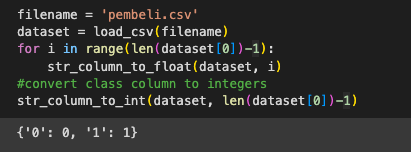 filename = 'pembeli.csv'
dataset = load_csv(filename)
for i in range(len(dataset[0])-1):
    str_column_to_float(dataset, i)
#convert class column to integers
str_column_to_int(dataset, len(dataset[0])-1)
{'0': 0, '1': 1}